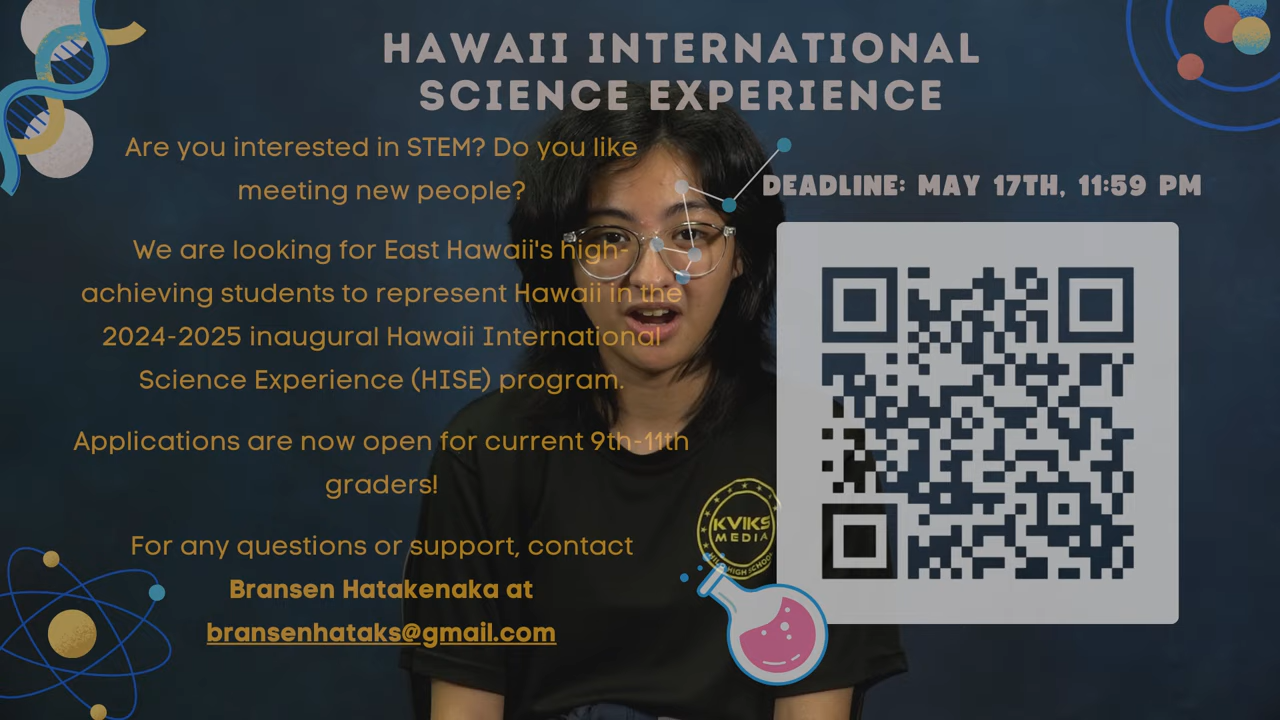 HAWAII INTERNATIONAL
SCIENCE EXPERIENCE
Are you interested in STEM? Do you like
meeting new people?
We are looking for East Hawaii's high-
achieving students to represent Hawaii in the
2024-2025 inaugural Hawaii International
Science Experience (HISE) program.
Applications are now open for current 9th-11th
graders!
For any questions or support, contact
Bransen Hatakenaka at
bransenhataks@gmail.com
DEADLINE: MAY 17TH, 11:59 PM
KVIKS
MEDIA
HILO HIGH SCHOOL